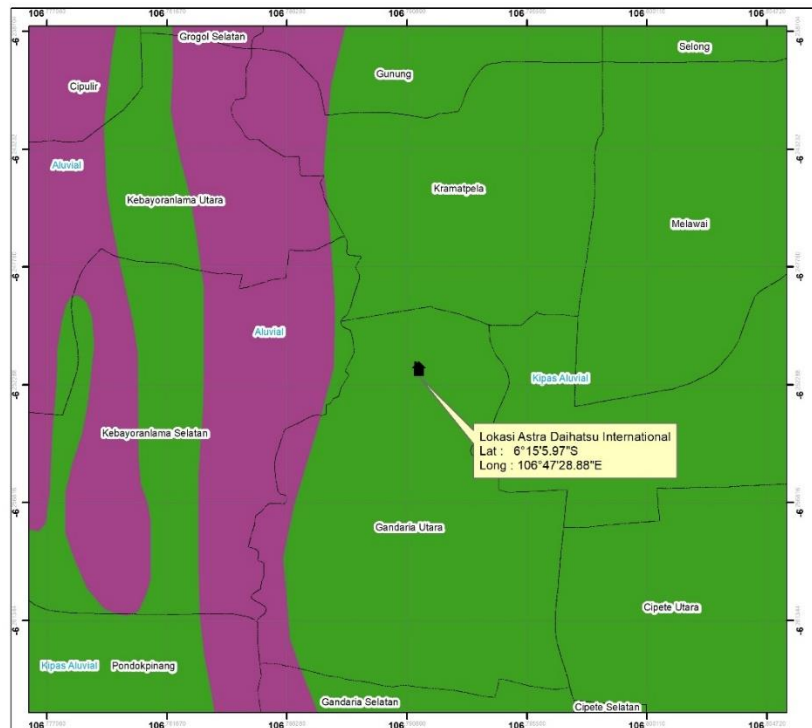 106 106 106 106 106 106 106
Grogol Selatan
Selong
Gunung
Cipulir
Aluvial
Kramatpela
Kebayoranlama Utara
Melawai
Aluvial
Kipas Aluvial
Lokasi Astra Daihatsu International
Lat : 6°15'5.97"S
Long : 106°47'28.88"E
Kebayoranlama Selatan
Gandaria Utara
Cipete Utara
Kipas Aluvial
Pondokpinang
Gandaria Selatan
Cipete Selatan
106 106 106 106 106 106 106